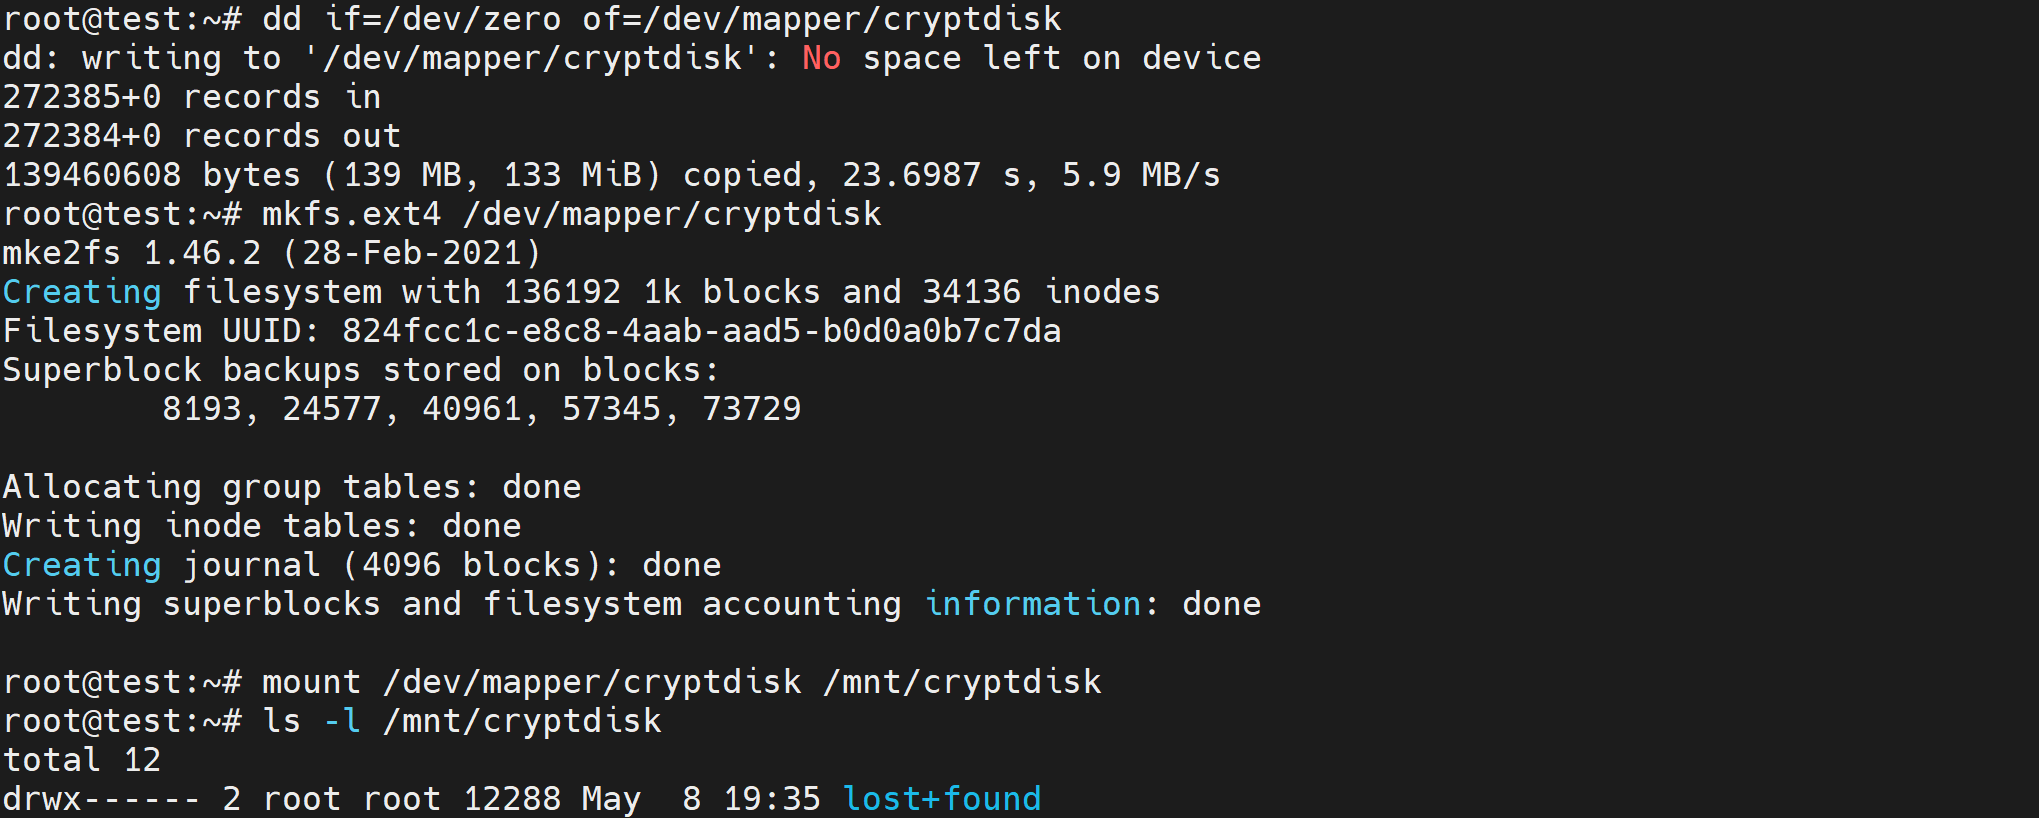 root@test:~# dd if=/dev/zero of=/dev/mapper/cryptdisk
dd: writing to '/dev/mapper/cryptdisk': No space left on device
272385+0 records in
272384+0 records out
139460608 bytes (139 MB, 133 MiB) copied, 23.6987 s, 5.9 MB/s
root@test:~# mkfs.ext4 /dev/mapper/cryptdisk
mke2fs 1.46.2 (28-Feb-2021)
Creating filesystem with 136192 1k blocks and 34136 inodes
Filesystem UUID: 824fcc1c-e8c8-4aab-aad5-b0d0a0b7c7da
Superblock backups stored on blocks:
        8193, 24577, 40961, 57345, 73729

Allocating group tables: done
Writing inode tables: done
Creating journal (4096 blocks): done
Writing superblocks and filesystem accounting information: done

root@test:~# mount /dev/mapper/cryptdisk /mnt/cryptdisk
root@test:~# ls -l /mnt/cryptdisk
total 12
drwx------ 2 root root 12288 May  8 19:35 lost+found